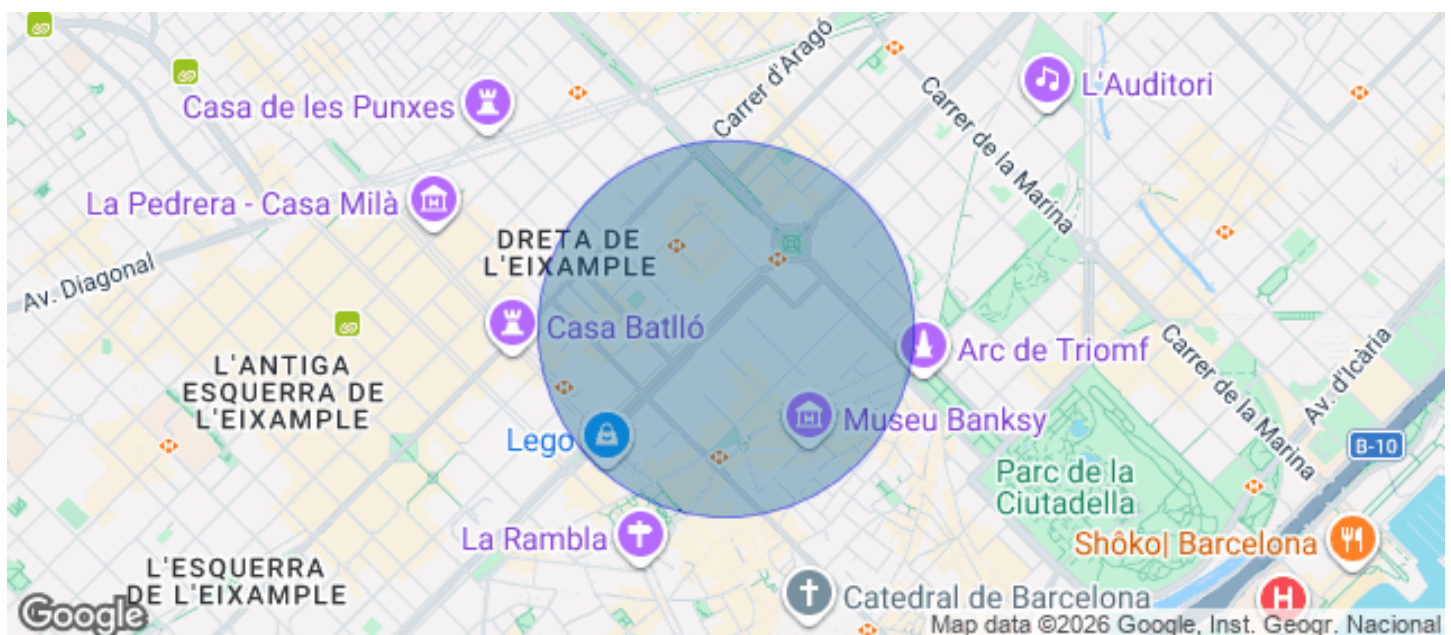 Carrer d'Aragó
L'Auditori
Casa de les Punxes
Carrer de la Marina
La Pedrera - Casa Milà
DRETA DE
L'EIXAMPLE
Av. Diagonal
Casa Batlló
Arc de Triomf
Carrer de la Marina
Av. d'Icària
L'ANTIGA
ESQUERRA DE
L'EIXAMPLE
Lego
Museu Banksy
B-10
Parc de la
Ciutadella
La Rambla
Shôko| Barcelona
L'ESQUERRA
DE L'EIXAMPLE
Catedral de Barcelona
H
Google
Map data ©2026 Google, Inst. Geogr. Nacional